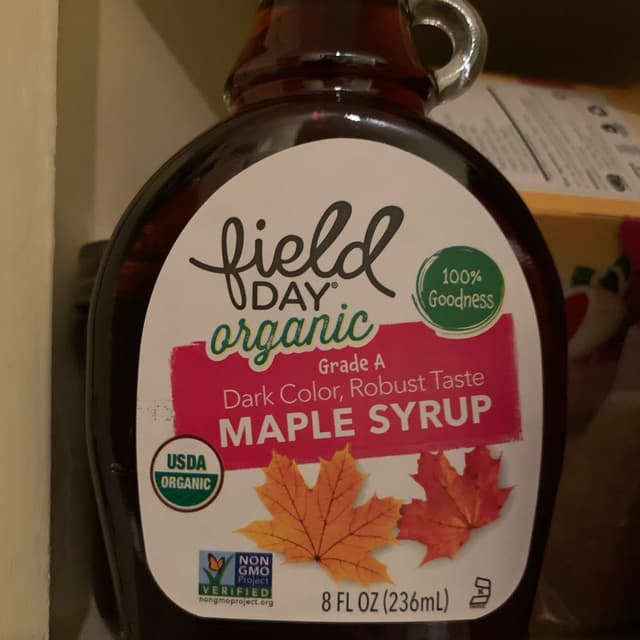 field
DAY®
organic
100%
Goodness
Grade A
Dark Color, Robust Taste
MAPLE SYRUP
USDA
ORGANIC
NON
GMO
Project
VERIFIED
nongmoproject.org
8 FL OZ (236mL)